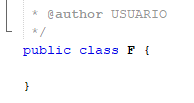 * @author USUARIO
*/
public class F {
}